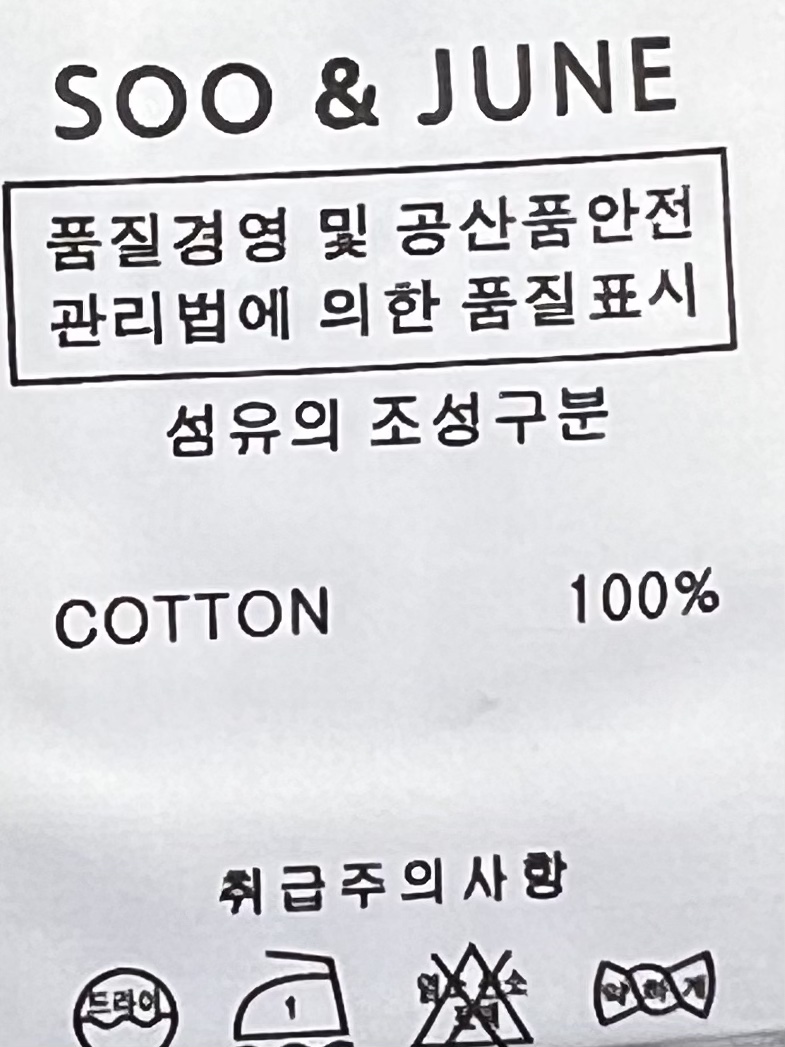 SOO & JUNE
품질경영 및 공산품안전
관리법에 의한 품질표시
섬유의 조성구분
COTTON 100%
취급주의사항
드라이
1
약하게